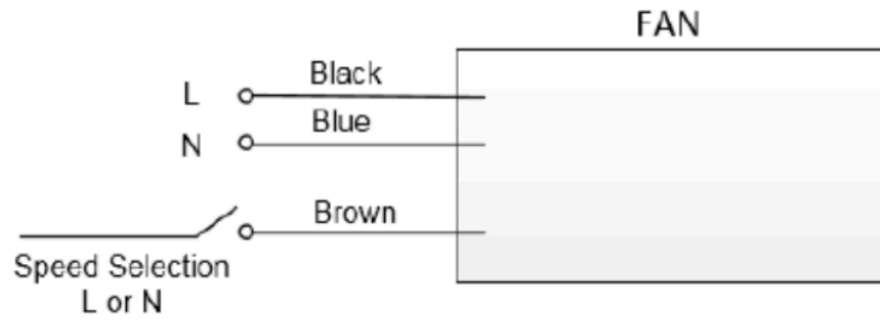 FAN
L
Black
N
Blue
Brown
Speed Selection
L or N